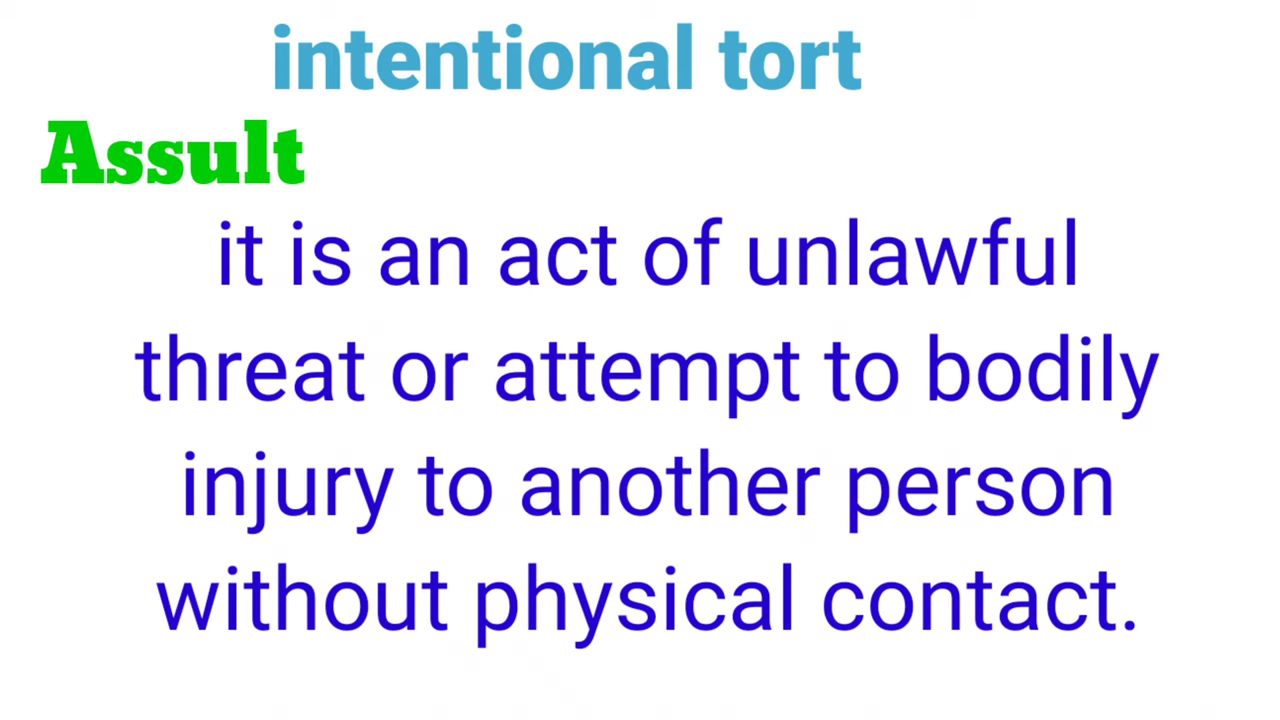 intentional tort
Assult
it is an act of unlawful
threat or attempt to bodily
injury to another person
without physical contact.